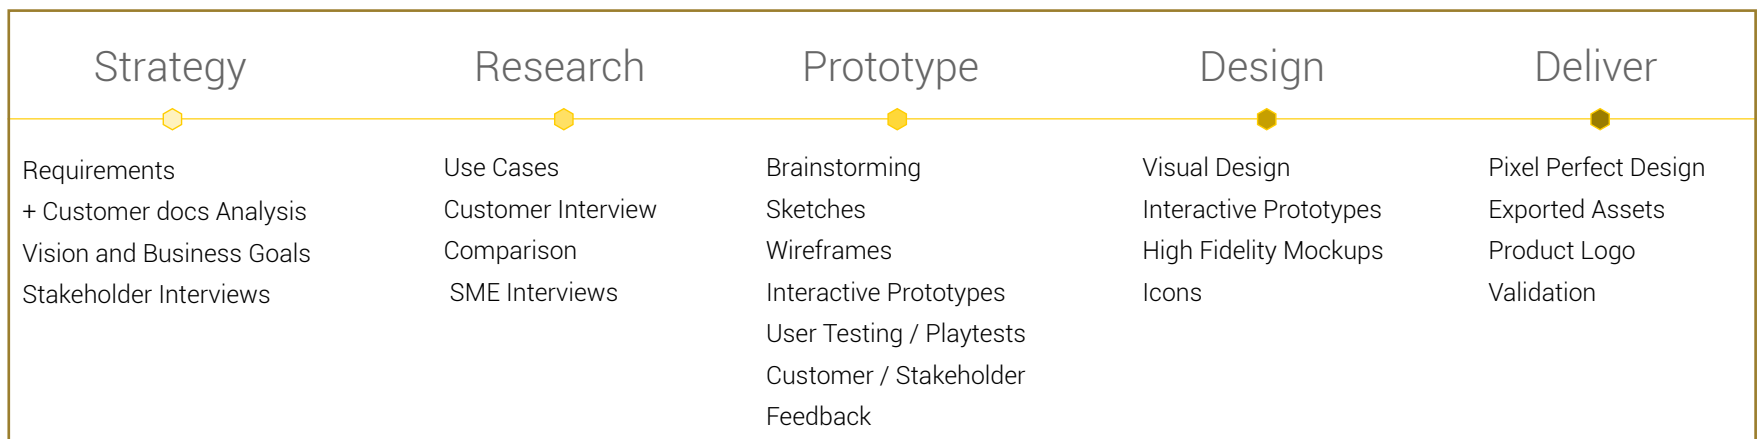 Strategy
Requirements
+ Customer docs Analysis
Vision and Business Goals
Stakeholder Interviews
Research
Use Cases
Customer Interview
Comparison
SME Interviews
Prototype
Brainstorming
Sketches
Wireframes
Interactive Prototypes
User Testing / Playtests
Customer / Stakeholder
Feedback
Design
Visual Design
Interactive Prototypes
High Fidelity Mockups
Icons
Deliver
Pixel Perfect Design
Exported Assets
Product Logo
Validation